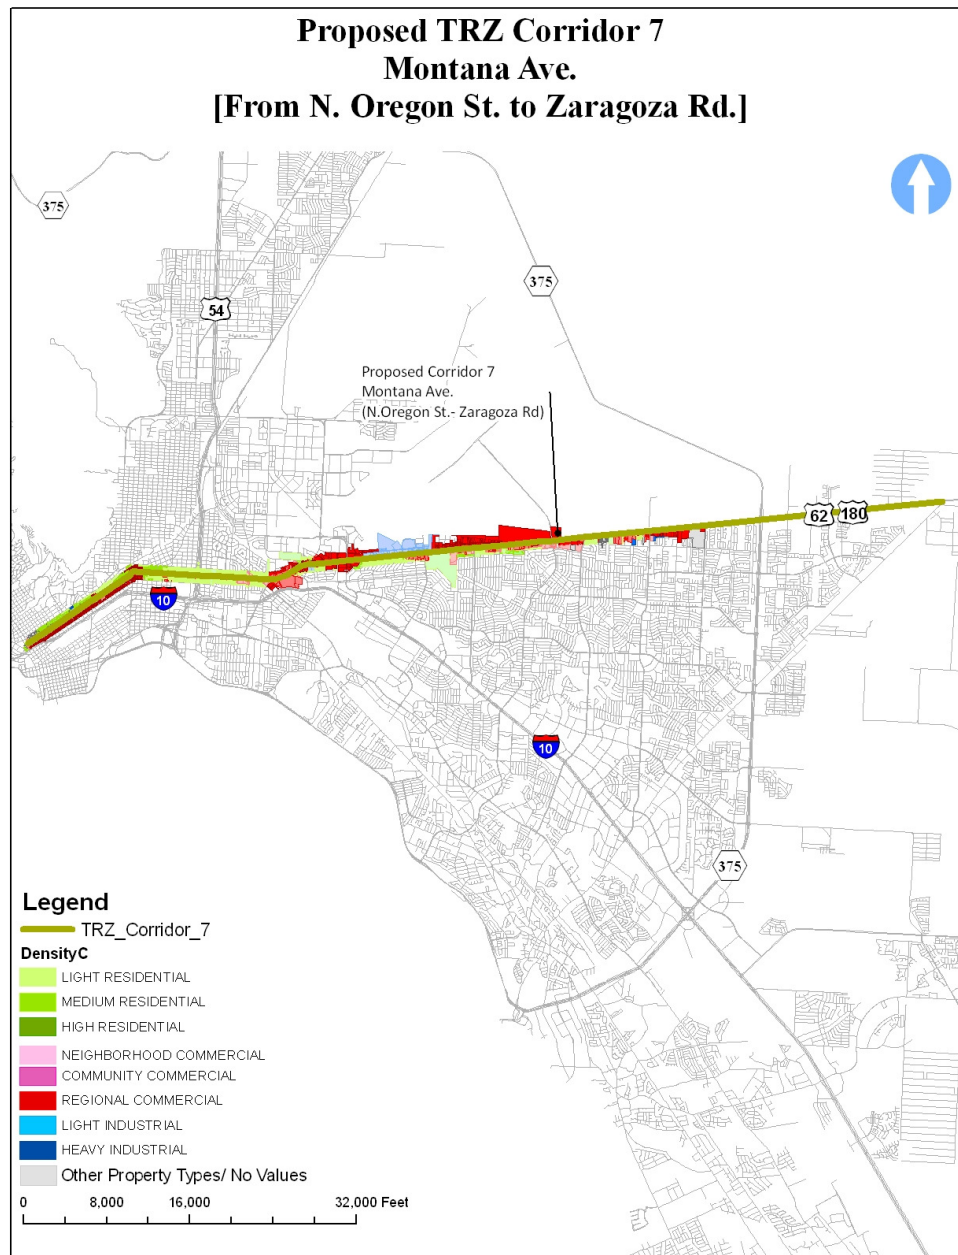 Proposed TRZ Corridor 7
Montana Ave.
[From N. Oregon St. to Zaragoza Rd.]
375
375
54
Proposed Corridor 7
Montana Ave.
(N.Oregon St.- Zaragoza Rd)
62 180
10
10
375
Legend
TRZ_Corridor_7
DensityC
LIGHT RESIDENTIAL
MEDIUM RESIDENTIAL
HIGH RESIDENTIAL
NEIGHBORHOOD COMMERCIAL
COMMUNITY COMMERCIAL
REGIONAL COMMERCIAL
LIGHT INDUSTRIAL
HEAVY INDUSTRIAL
Other Property Types/ No Values
0 8,000 16,000 32,000 Feet